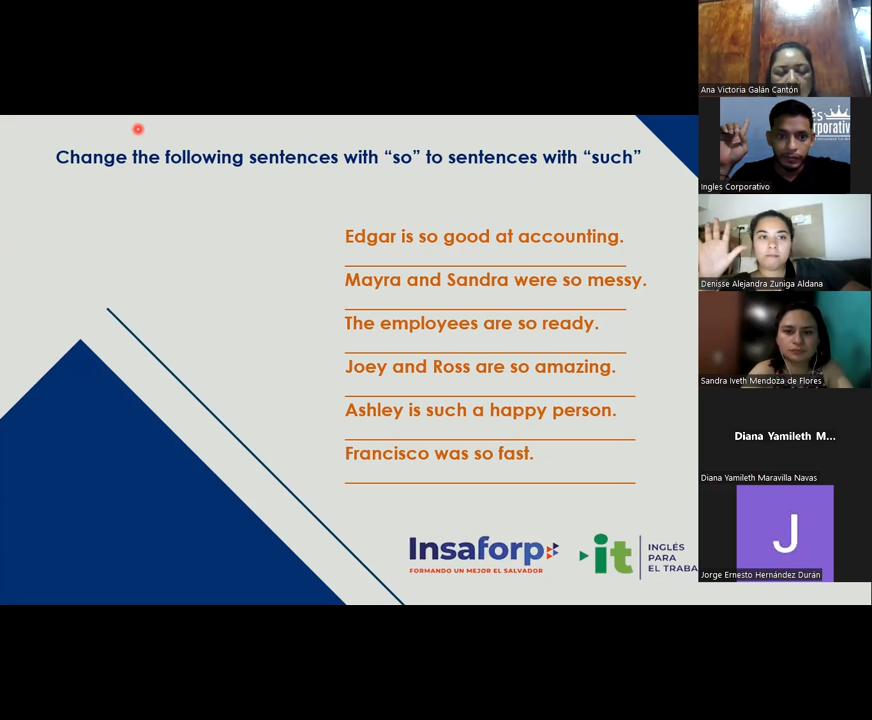 Change the following sentences with “so” to sentences with “such”
Edgar is so good at accounting.
Mayra and Sandra were so messy.
The employees are so ready.
Joey and Ross are so amazing.
Ashley is such a happy person.
Francisco was so fast.
Insaforp
FORMANDO UN MEJOR EL SALVADOR
it
INGLÉS
PARA
EL TRABA
Ana Victoria Galán Cantón
és
rporativ
Ingles Corporativo
Denisse Alejandra Zuniga Aldana
Sandra Iveth Mendoza de Flores
Diana Yamileth M...
Diana Yamileth Maravilla Navas
J
Jorge Ernesto Hernández Durán